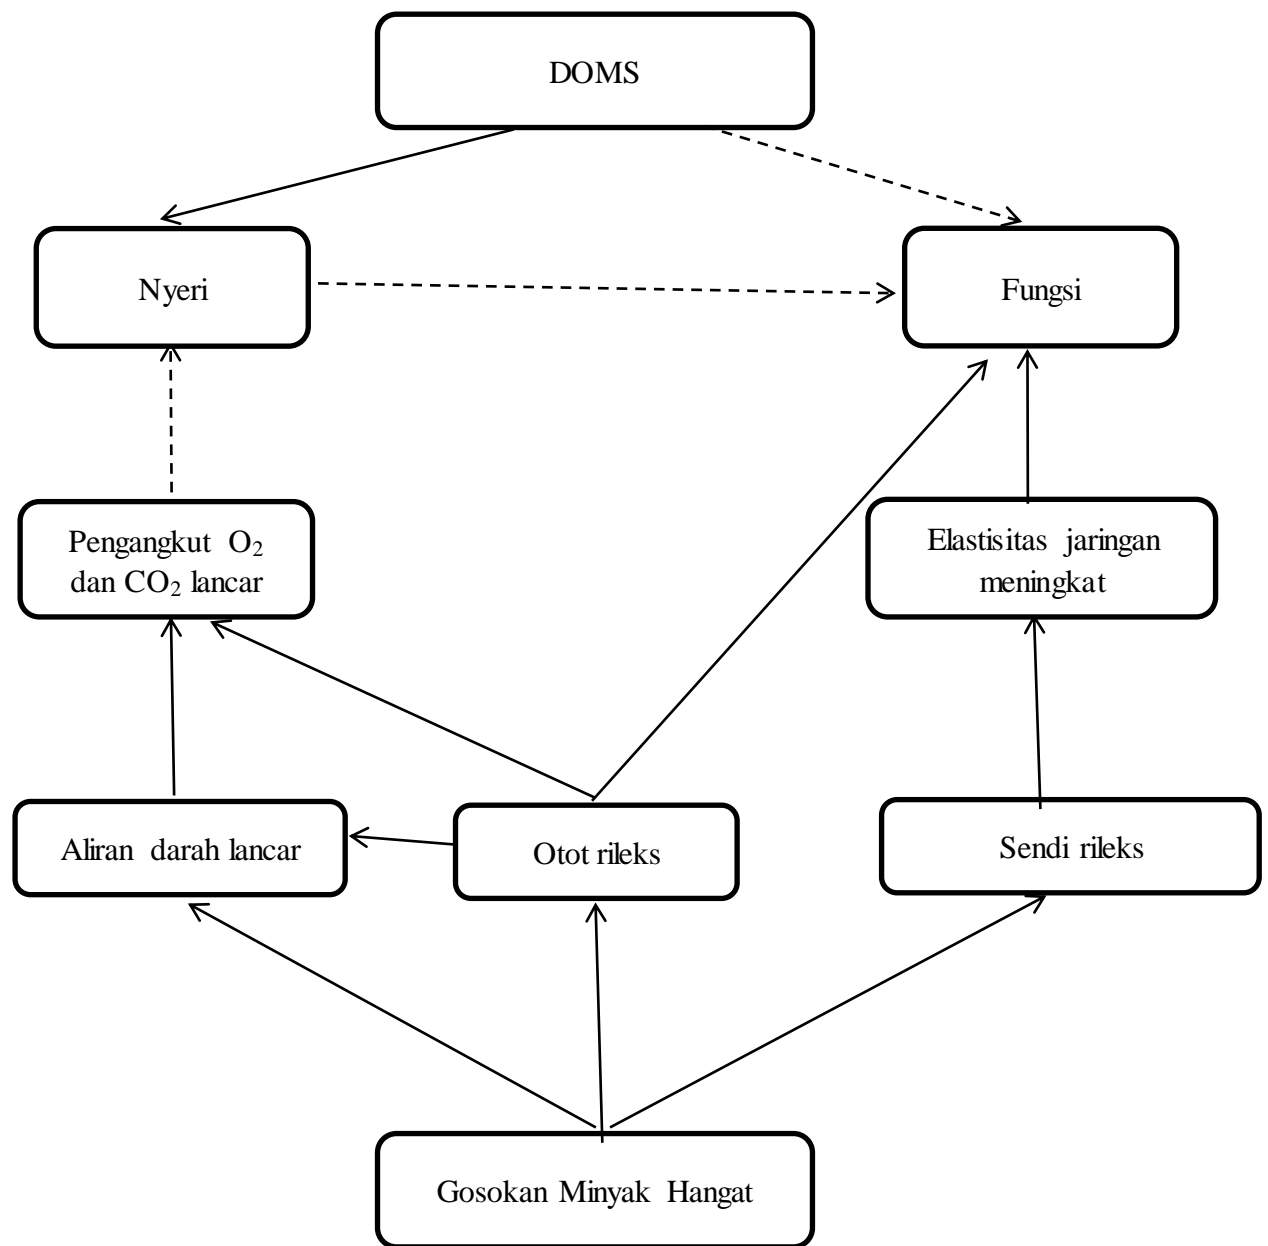 DOMS
Nyeri
Fungsi
Pengangkut O₂
dan CO₂ lancar
Elastisitas jaringan
meningkat
Aliran darah lancar
Otot rileks
Sendi rileks
Gosokan Minyak Hangat